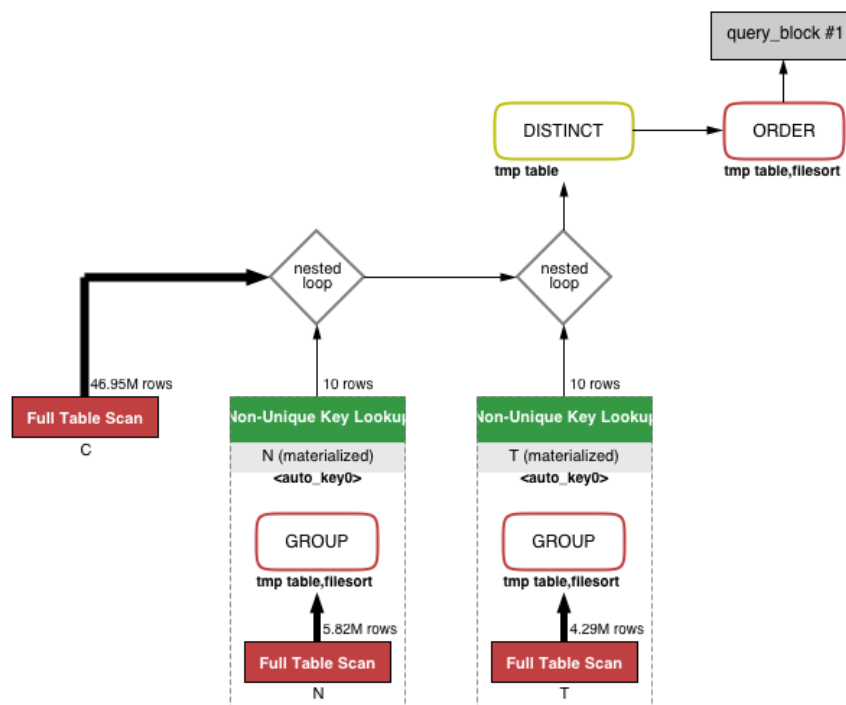 query_block #1
DISTINCT
ORDER
tmp table
tmp table,filesort
nested
loop
nested
loop
46.95M rows
10 rows
10 rows
Full Table Scan
C
Non-Unique Key Lookup
N (materialized)
<auto_key0>
Non-Unique Key Lookup
T (materialized)
<auto_key0>
GROUP
tmp table,filesort
GROUP
tmp table,filesort
5.82M rows
4.29M rows
Full Table Scan
N
Full Table Scan
T